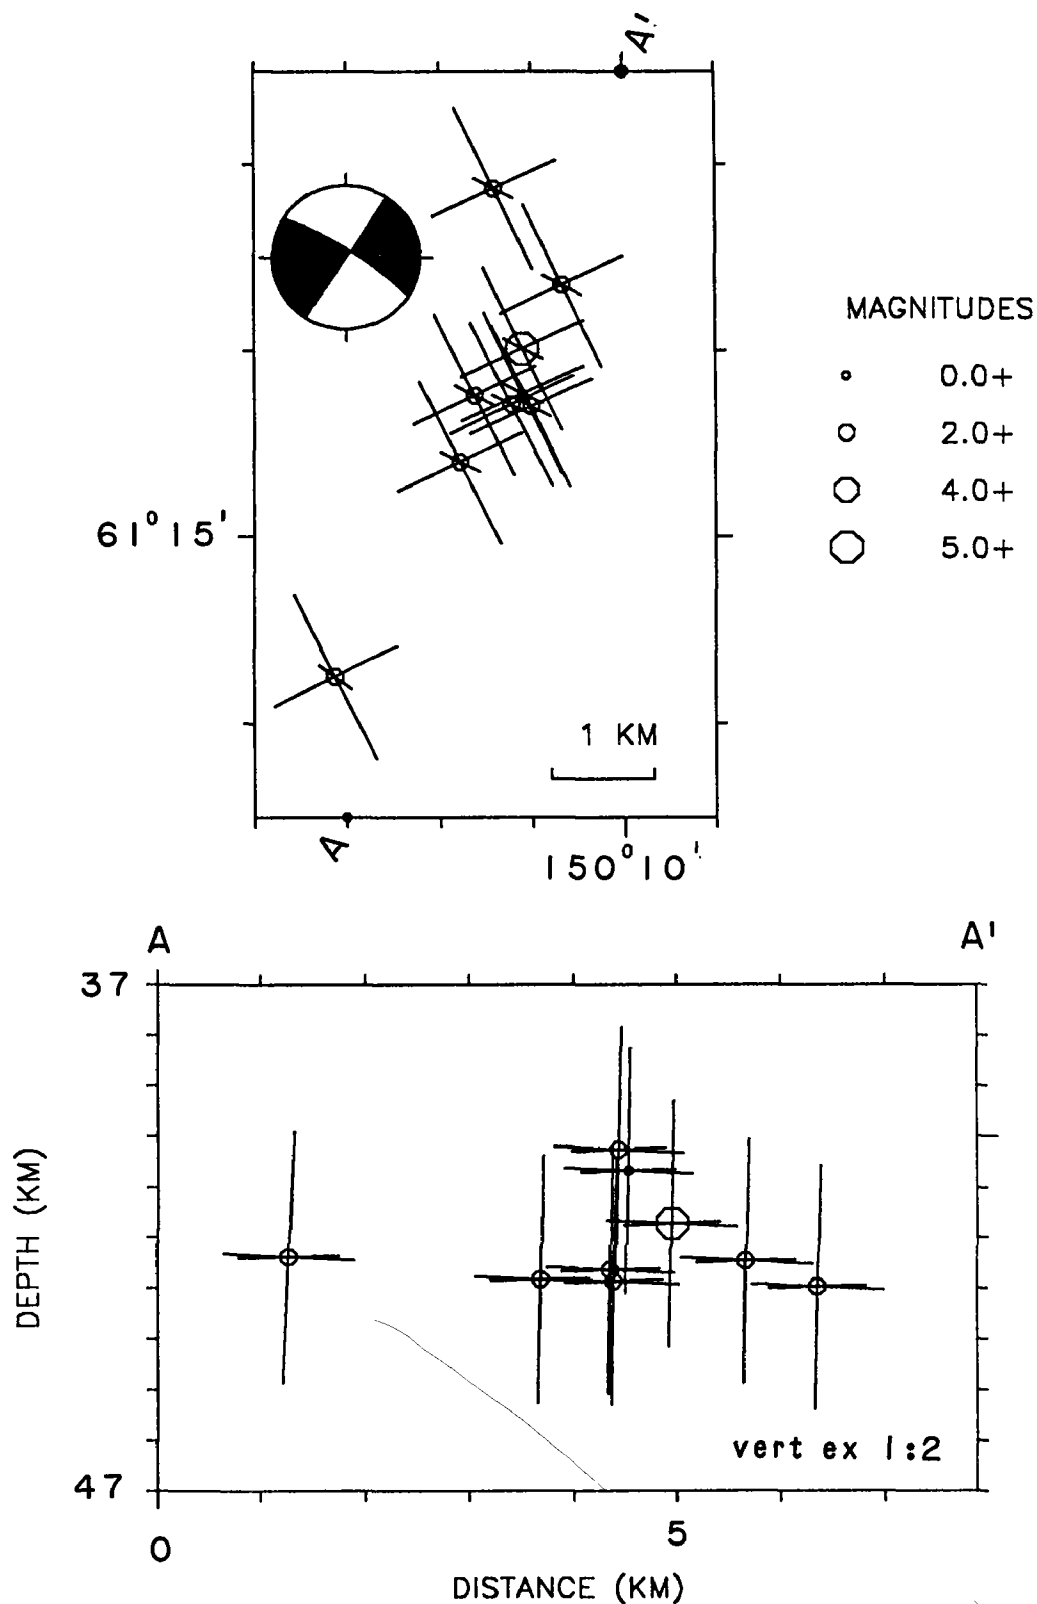 A'
MAGNITUDES
0.0+
2.0+
4.0+
5.0+
61° 15'
1 KM
A
150° 10'
A A'
37
DEPTH (KM)
vert ex 1:2
47
0 5
DISTANCE (KM)